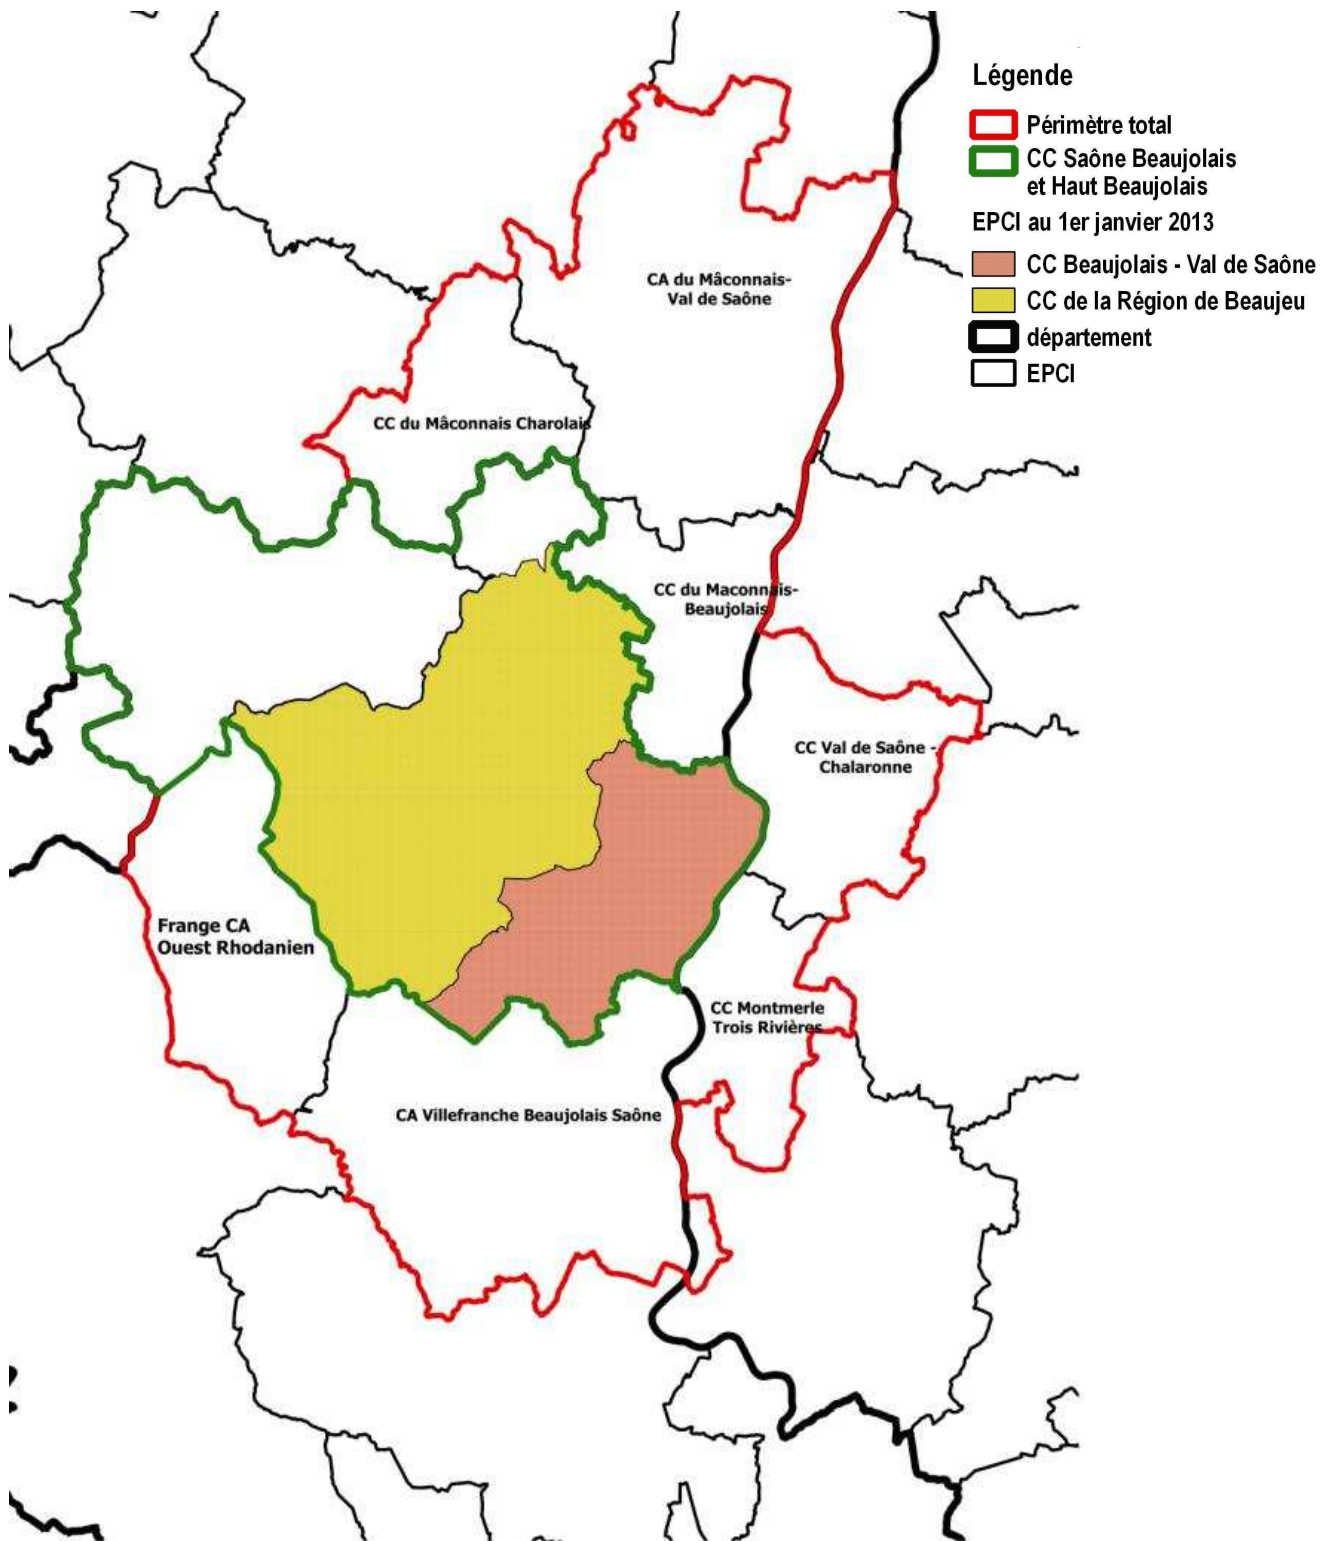 Légende
Périmètre total
CC Saône Beaujolais
et Haut Beaujolais
EPCI au 1er janvier 2013
CC Beaujolais - Val de Saône
CC de la Région de Beaujeu
département
EPCI
CA du Mâconnais-
Val de Saône
CC du Mâconnais Charolais
CC du Maconnais-
Beaujolais
CC Val de Saône -
Chalaronne
Frange CA
Ouest Rhodanien
CC Montmerle
Trois Rivières
CA Villefranche Beaujolais Saône